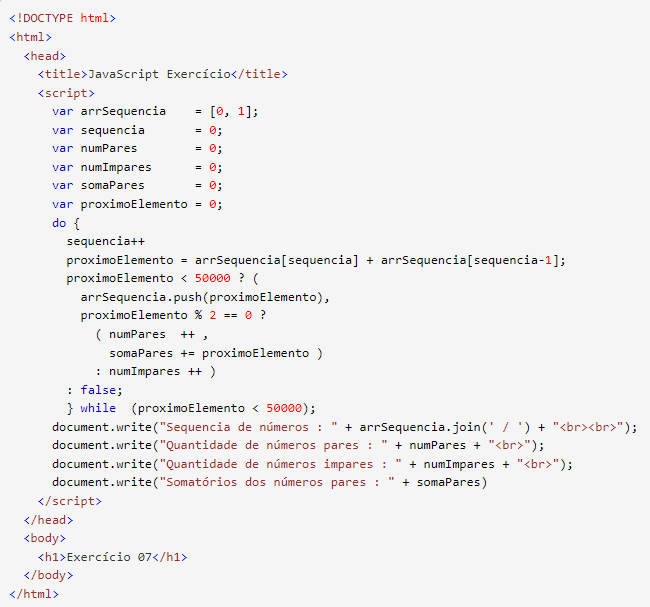 <!DOCTYPE html>
<html>
  <head>
    <title>JavaScript Exercício</title>
    <script>
      var arrSequencia    = [0, 1];
      var sequencia       = 0;
      var numPares        = 0;
      var numImpares      = 0;
      var somaPares       = 0;
      var proximoElemento = 0;
      do {
        sequencia++
        proximoElemento = arrSequencia[sequencia] + arrSequencia[sequencia-1];
        proximoElemento < 50000 ? (
          arrSequencia.push(proximoElemento),
          proximoElemento % 2 == 0 ?
            ( numPares  ++ ,
              somaPares += proximoElemento )
            : numImpares ++ )
        : false;
        } while  (proximoElemento < 50000);
      document.write("Sequencia de números : " + arrSequencia.join(' / ') + "<br><br>");
      document.write("Quantidade de números pares : " + numPares + "<br>");
      document.write("Quantidade de números impares : " + numImpares + "<br>");
      document.write("Somatórios dos números pares : " + somaPares)
    </script>
  </head>
  <body>
    <h1>Exercício 07</h1>
  </body>
</html>